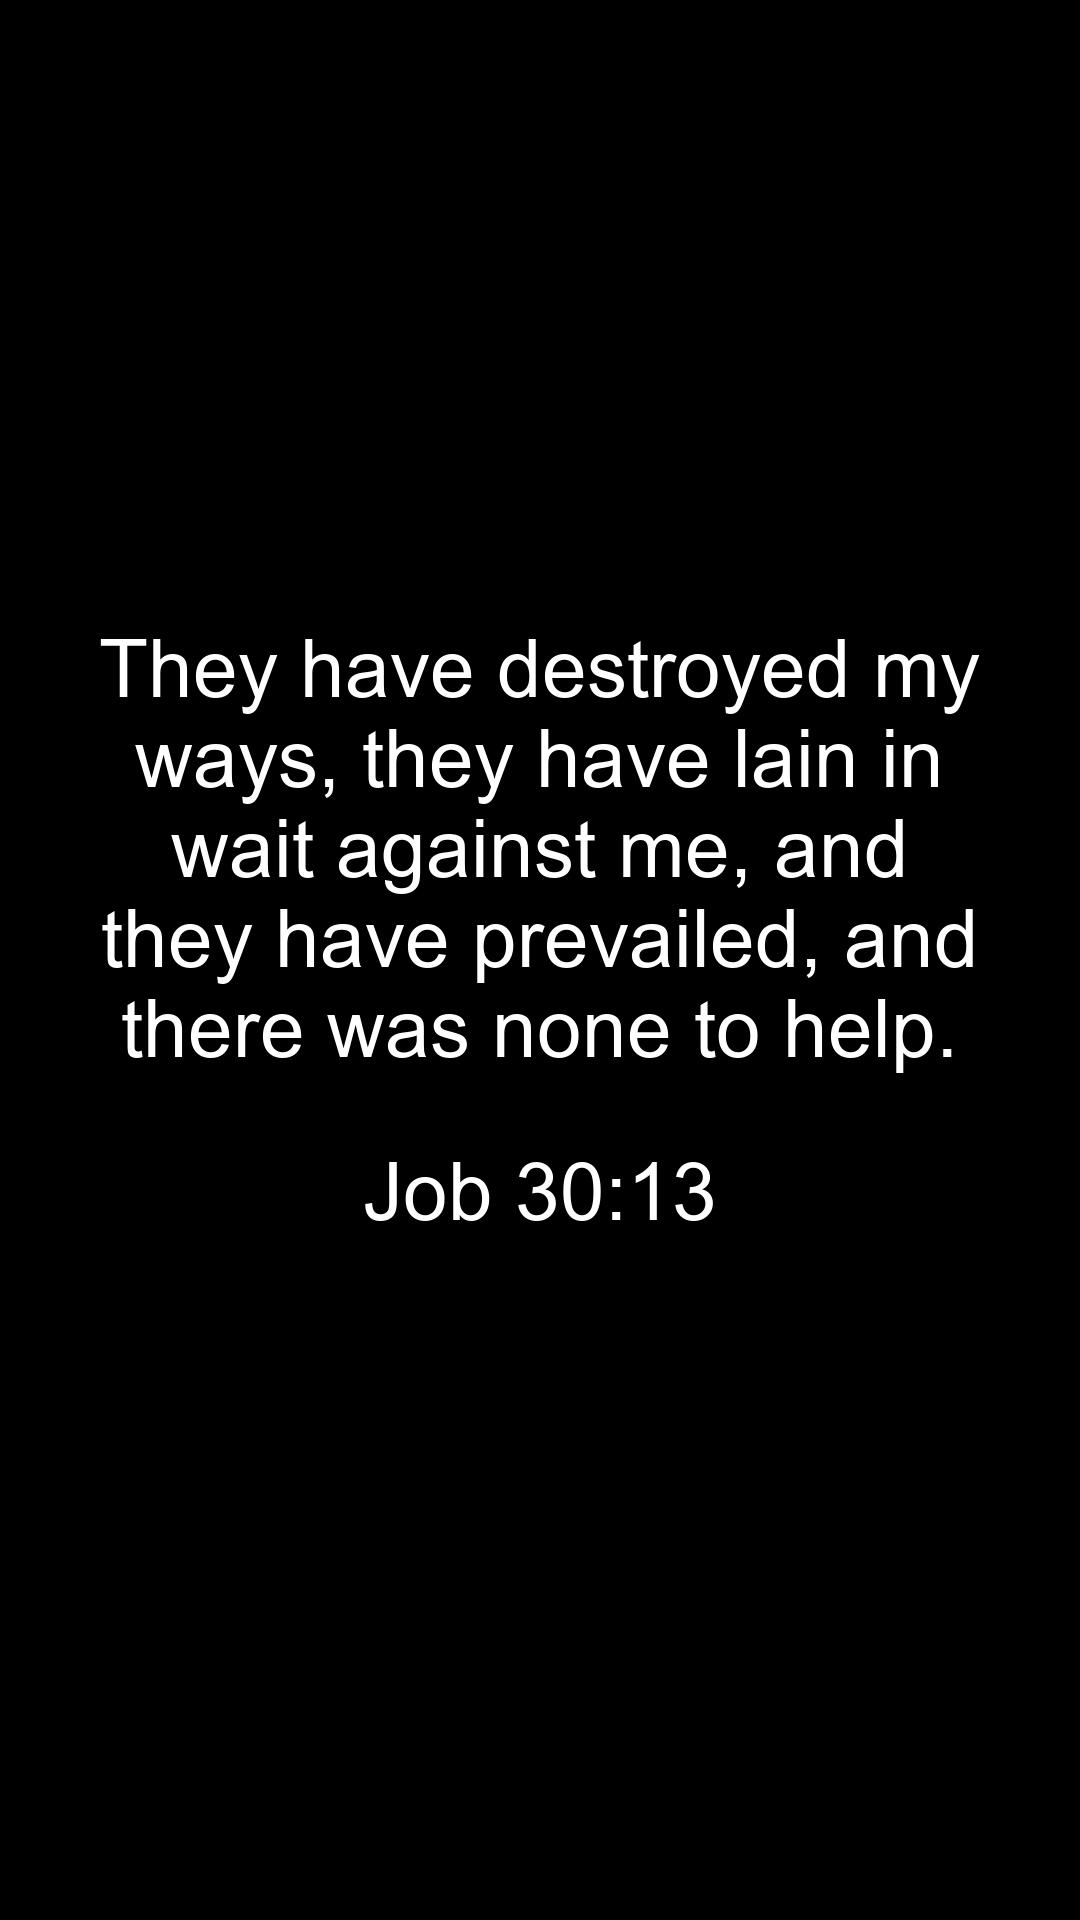 They have destroyed my
ways, they have lain in
wait against me, and
they have prevailed, and
there was none to help.
Job 30:13